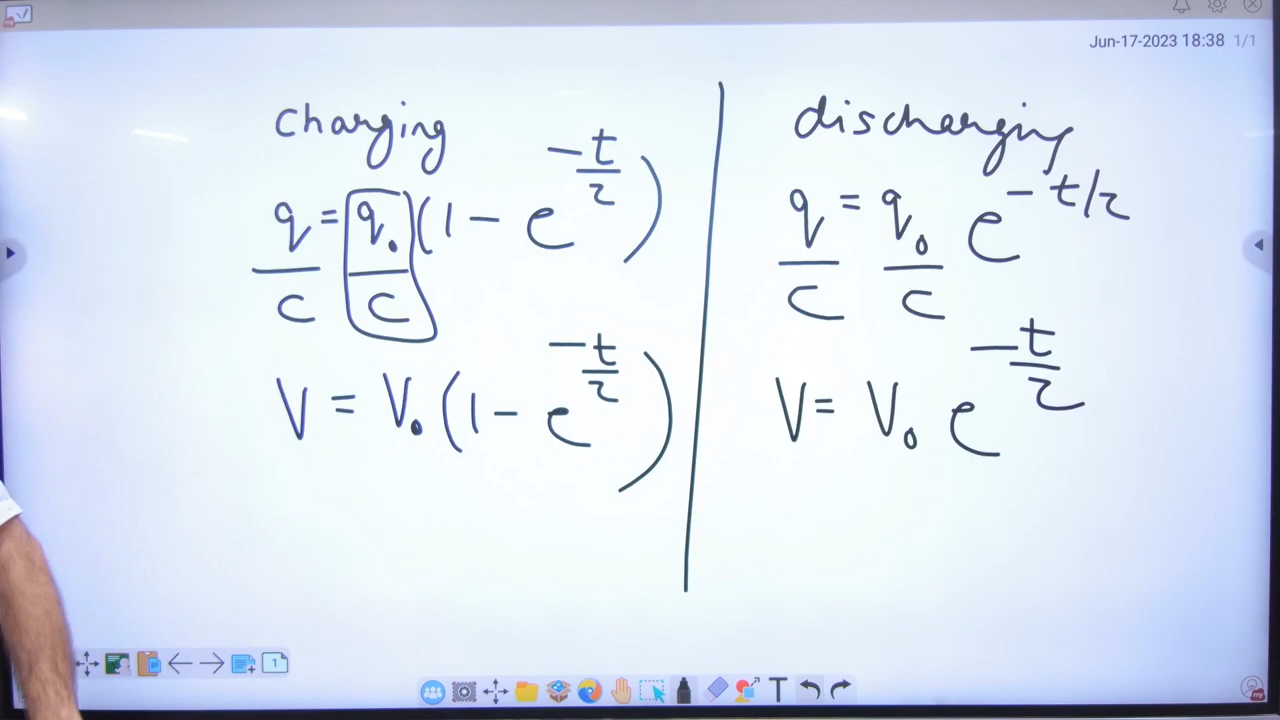 Jun-17-2023 18:38 1/1
charging
q/C = q₀/C (1 - e^(-t/τ))
V = V₀ (1 - e^(-t/τ))
discharging
q/C = q₀/C e^(-t/τ)
V = V₀ e^(-t/τ)
1
T